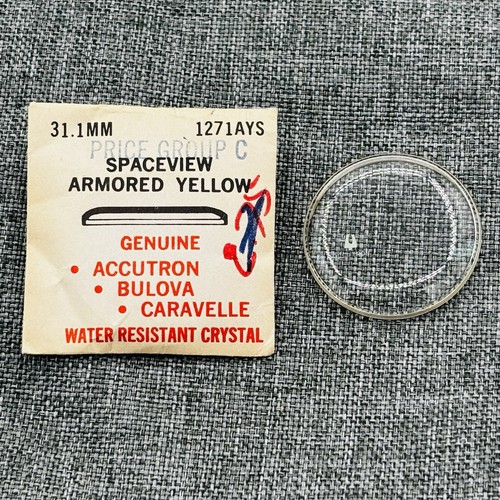 31.1MM 1271AYS
PRICE GROUP C
SPACEVIEW
ARMORED YELLOW
GENUINE
• ACCUTRON
• BULOVA
• CARAVELLE
WATER RESISTANT CRYSTAL